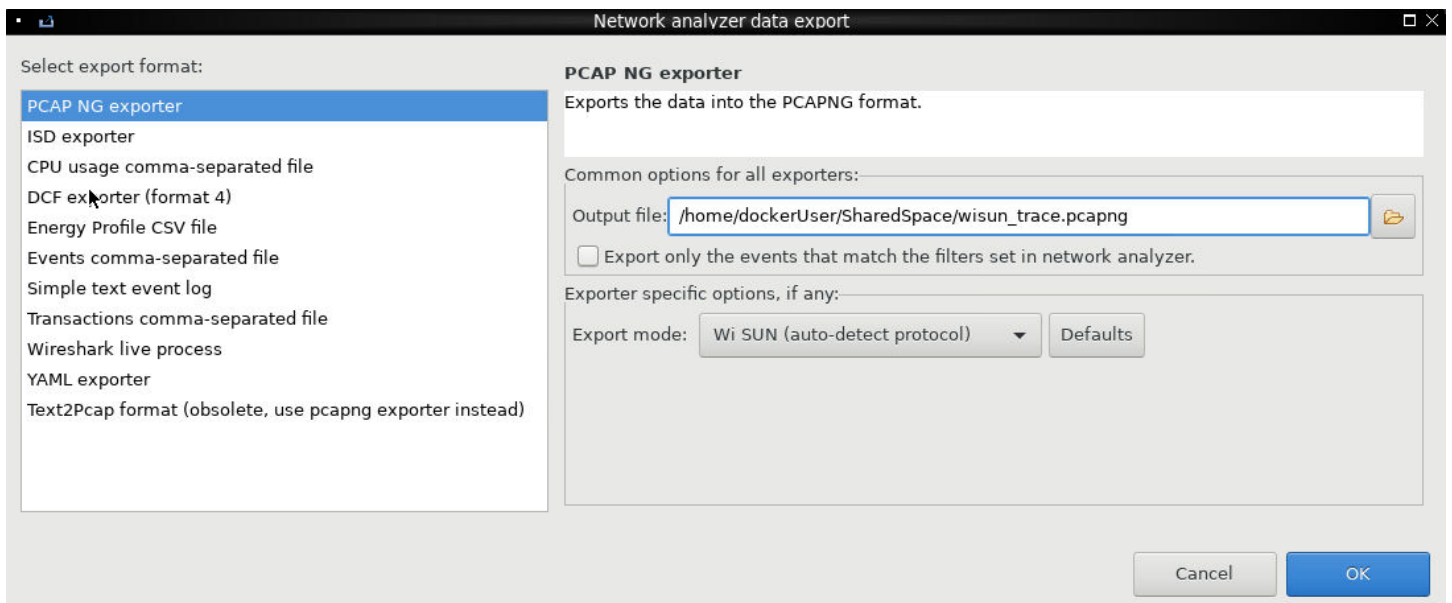 Network analyzer data export
Select export format:
PCAP NG exporter
ISD exporter
CPU usage comma-separated file
DCF exporter (format 4)
Energy Profile CSV file
Events comma-separated file
Simple text event log
Transactions comma-separated file
Wireshark live process
YAML exporter
Text2Pcap format (obsolete, use pcapng exporter instead)
PCAP NG exporter
Exports the data into the PCAPNG format.
Common options for all exporters:
Output file: /home/dockerUser/SharedSpace/wisun_trace.pcapng
Export only the events that match the filters set in network analyzer.
Exporter specific options, if any:
Export mode: Wi SUN (auto-detect protocol) Defaults
Cancel OK